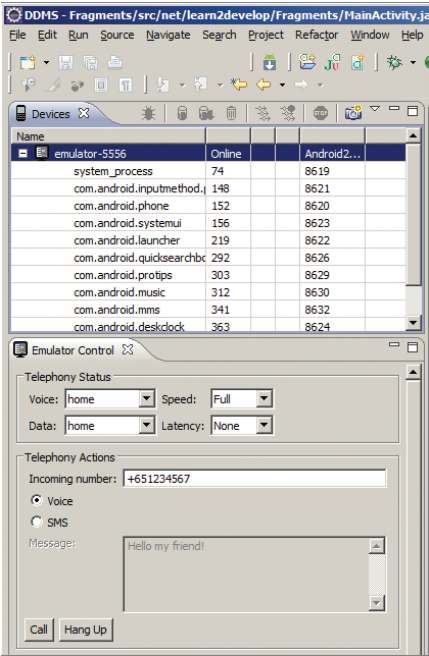 DDMS - Fragments/src/net/learn2develop/Fragments/MainActivity.ja
File Edit Run Source Navigate Search Project Refactor Window Help
Devices
Name
emulator-5556 Online Android2...
system_process 74 8619
com.android.inputmethod. 148 8621
com.android.phone 152 8620
com.android.systemui 156 8623
com.android.launcher 219 8622
com.android.quicksearchbo 292 8626
com.android.protips 303 8629
com.android.music 312 8630
com.android.mms 341 8632
com.android.deskclock 363 8624
Emulator Control
Telephony Status
Voice: home Speed: Full
Data: home Latency: None
Telephony Actions
Incoming number: +651234567
Voice
SMS
Message: Hello my friend!
Call Hang Up